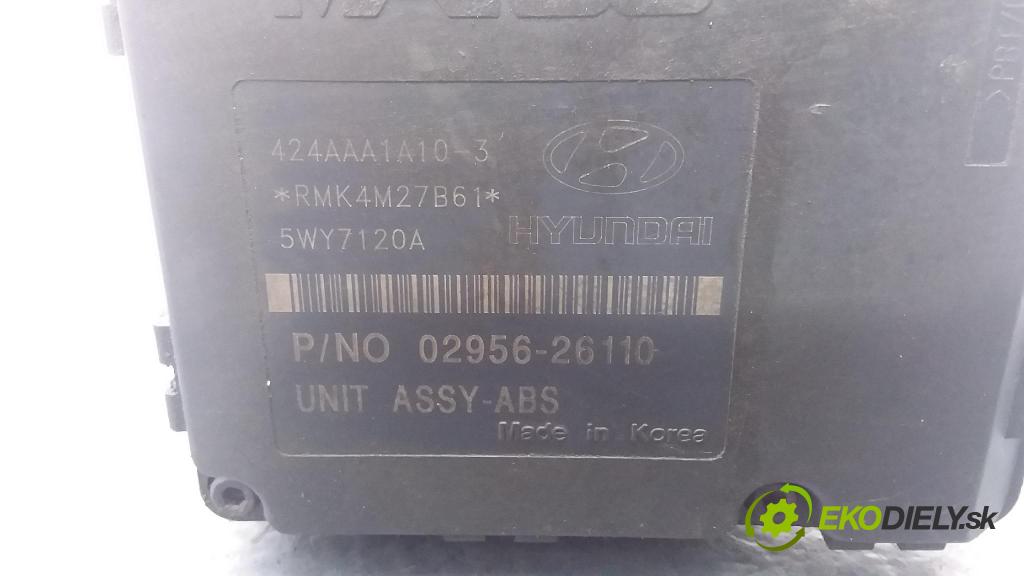 424AAA1A10-3
*RMK4M27B61*
5WY7120A
HYUNDAI
P/NO 02956-26110
UNIT ASSY-ABS
Made in Korea
EKODIELY.sk